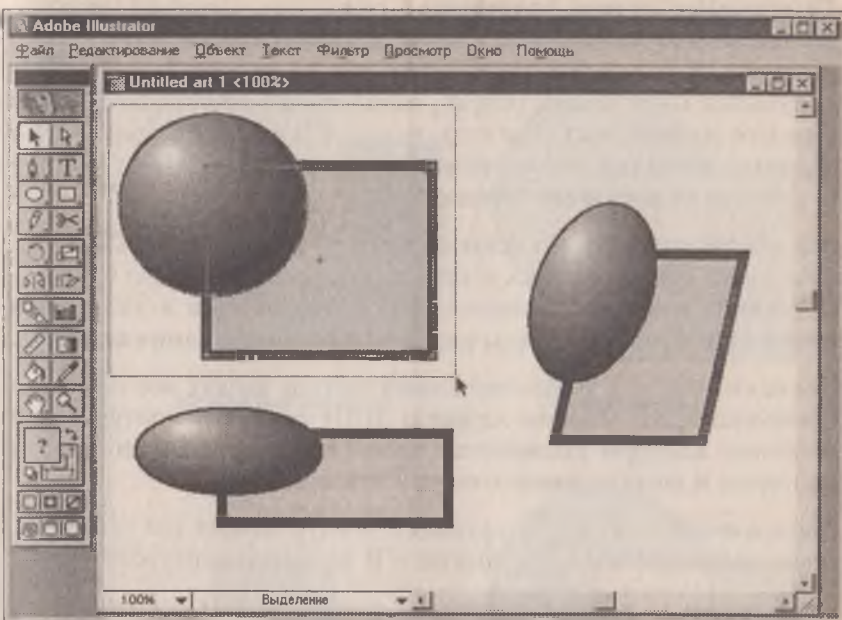 Adobe Illustrator
Файл Редактирование Объект Текст Фильтр Просмотр Окно Помощь
Untitled art 1 <100%>
T
?
100% Выделение